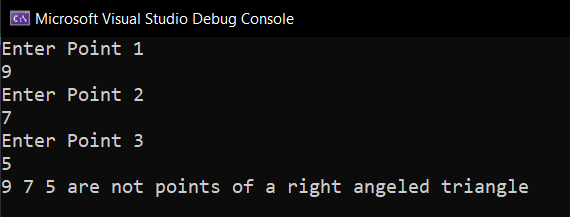 C:\ Microsoft Visual Studio Debug Console
Enter Point 1
9
Enter Point 2
7
Enter Point 3
5
9 7 5 are not points of a right angeled triangle